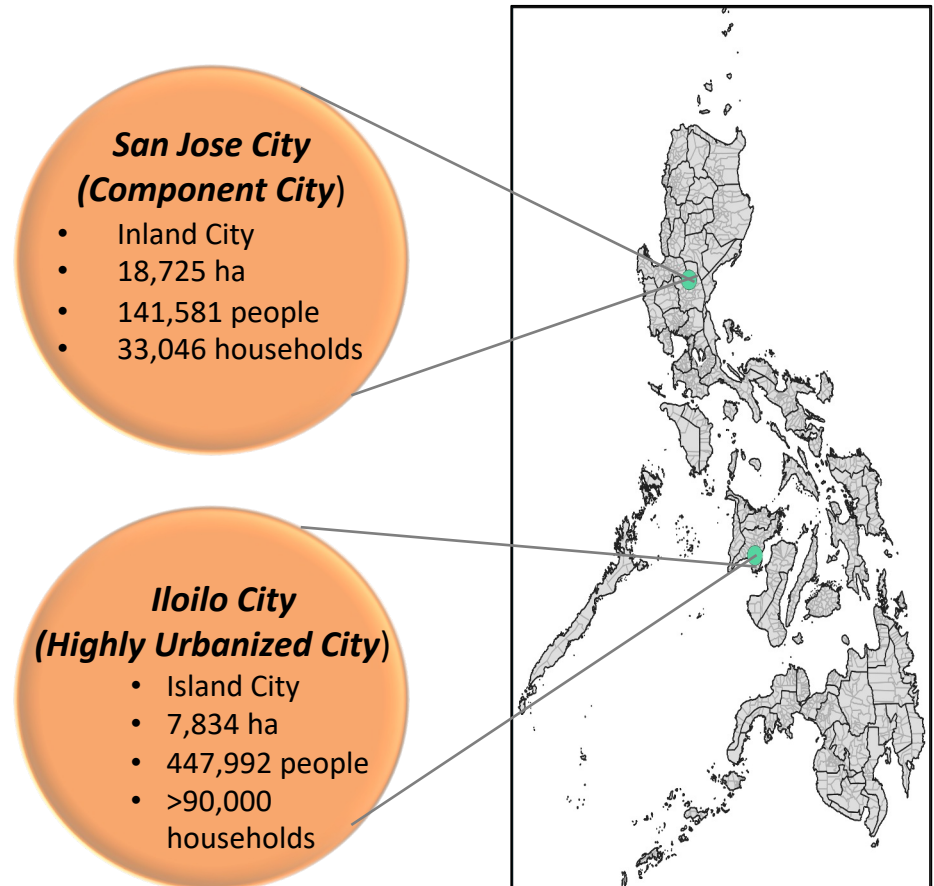 San Jose City
(Component City)
• Inland City
• 18,725 ha
• 141,581 people
• 33,046 households
Iloilo City
(Highly Urbanized City)
• Island City
• 7,834 ha
• 447,992 people
• >90,000
households